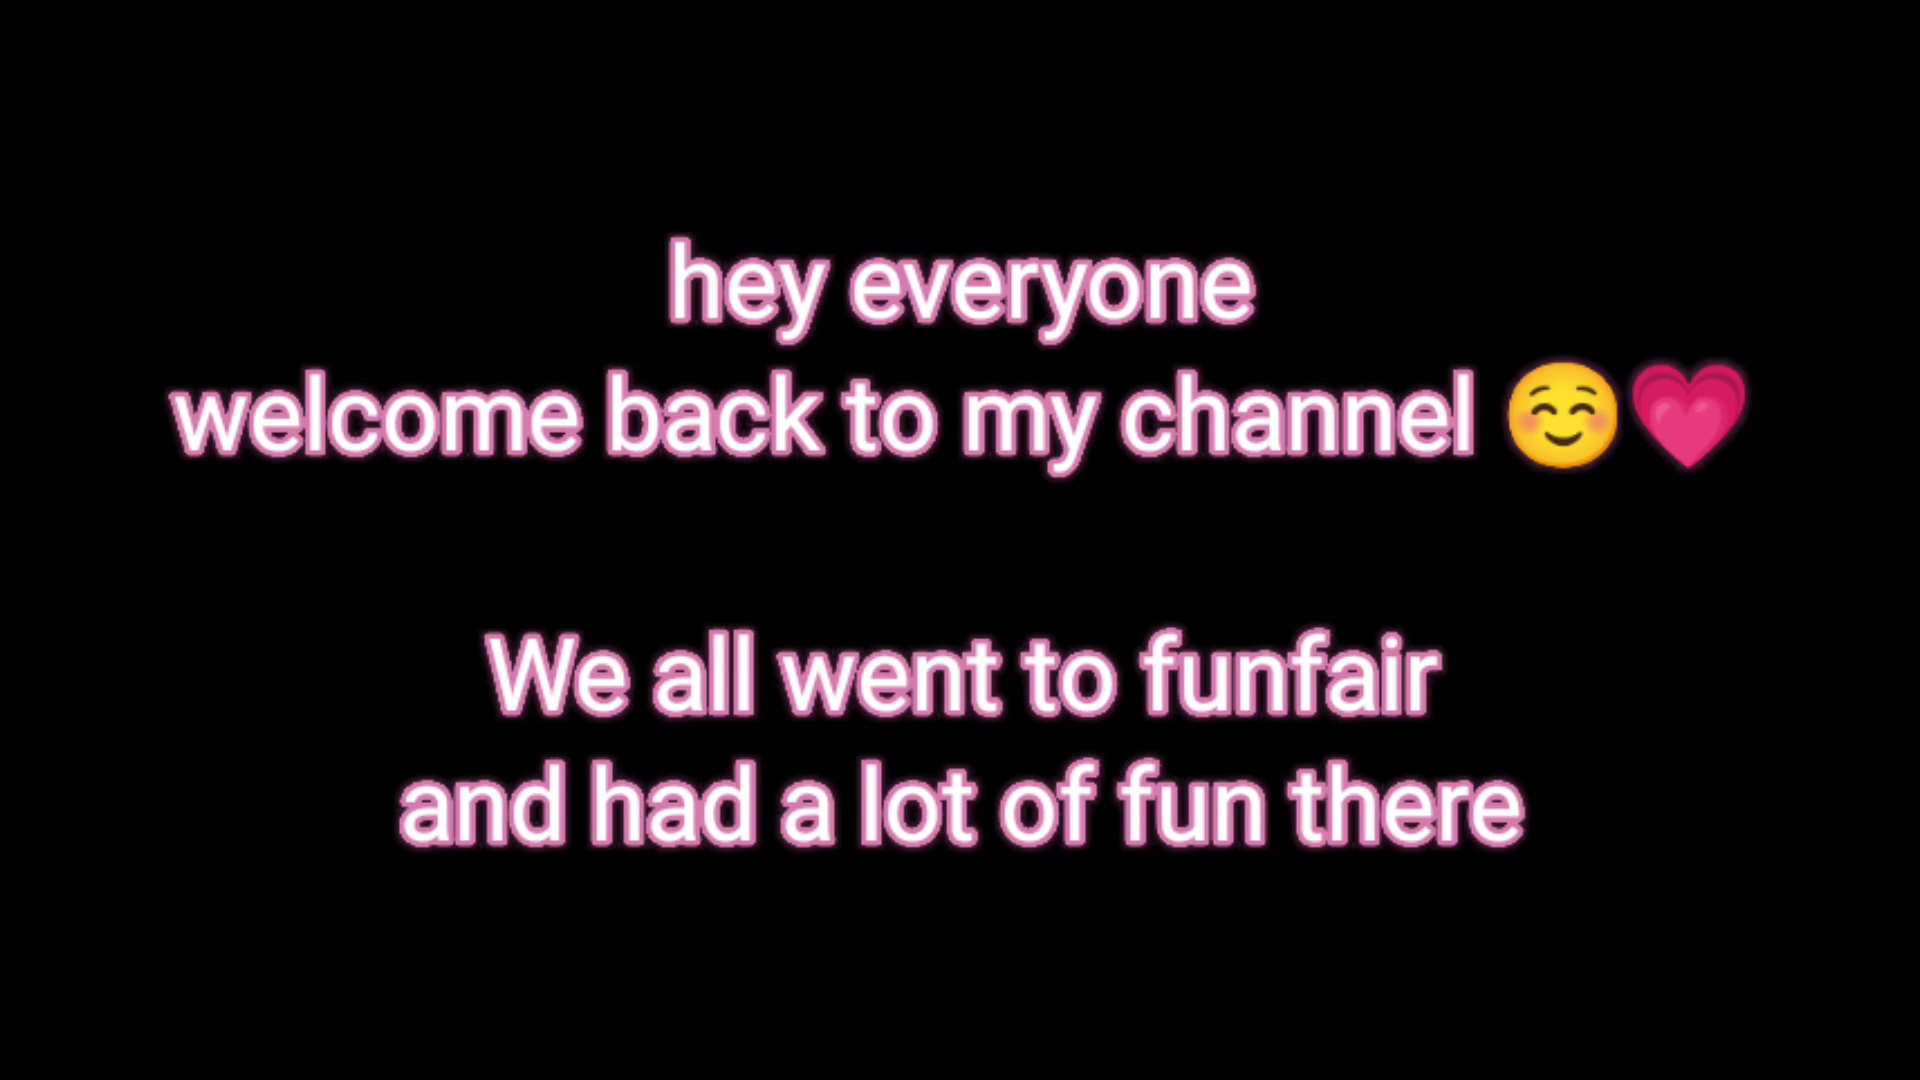 hey everyone
welcome back to my channel ☺️💗
We all went to funfair
and had a lot of fun there